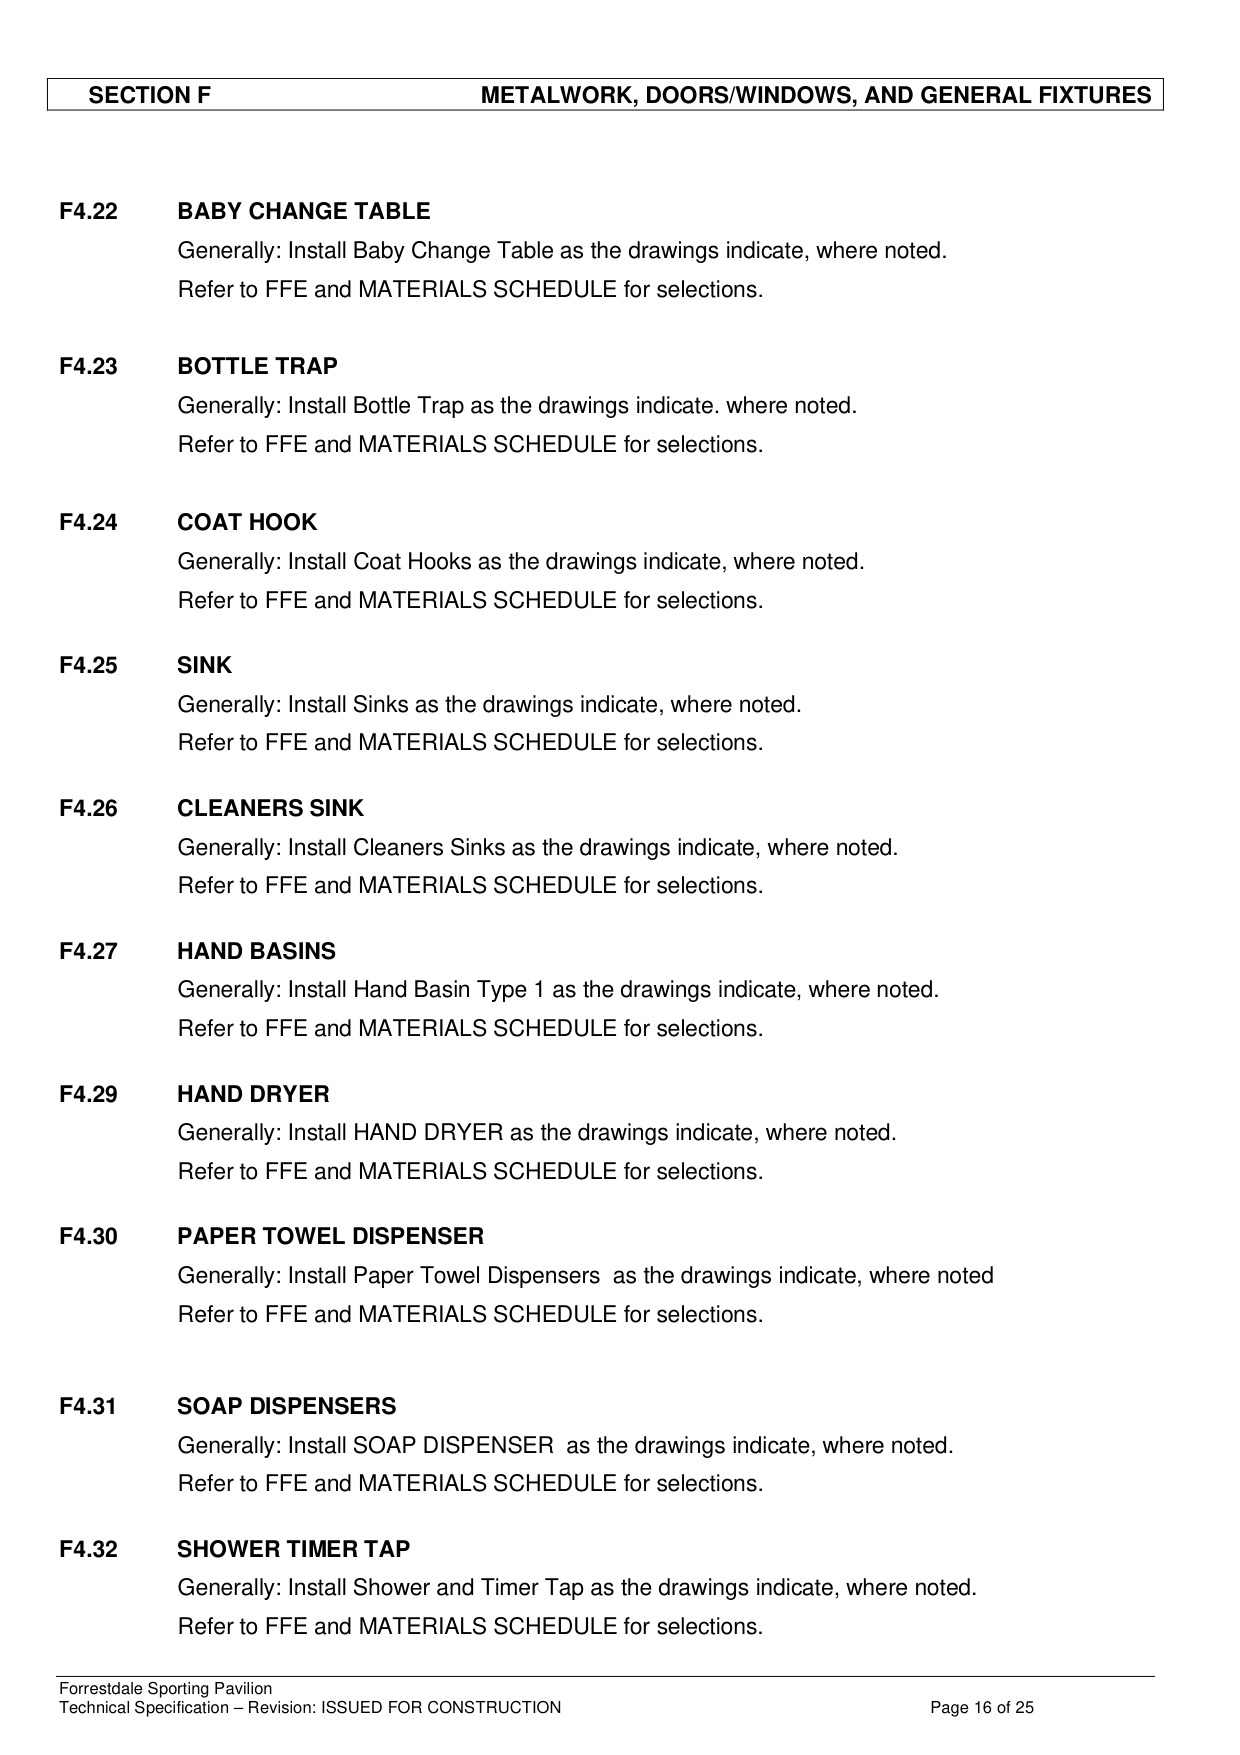 SECTION F METALWORK, DOORS/WINDOWS, AND GENERAL FIXTURES
F4.22 BABY CHANGE TABLE
Generally: Install Baby Change Table as the drawings indicate, where noted.
Refer to FFE and MATERIALS SCHEDULE for selections.
F4.23 BOTTLE TRAP
Generally: Install Bottle Trap as the drawings indicate. where noted.
Refer to FFE and MATERIALS SCHEDULE for selections.
F4.24 COAT HOOK
Generally: Install Coat Hooks as the drawings indicate, where noted.
Refer to FFE and MATERIALS SCHEDULE for selections.
F4.25 SINK
Generally: Install Sinks as the drawings indicate, where noted.
Refer to FFE and MATERIALS SCHEDULE for selections.
F4.26 CLEANERS SINK
Generally: Install Cleaners Sinks as the drawings indicate, where noted.
Refer to FFE and MATERIALS SCHEDULE for selections.
F4.27 HAND BASINS
Generally: Install Hand Basin Type 1 as the drawings indicate, where noted.
Refer to FFE and MATERIALS SCHEDULE for selections.
F4.29 HAND DRYER
Generally: Install HAND DRYER as the drawings indicate, where noted.
Refer to FFE and MATERIALS SCHEDULE for selections.
F4.30 PAPER TOWEL DISPENSER
Generally: Install Paper Towel Dispensers  as the drawings indicate, where noted
Refer to FFE and MATERIALS SCHEDULE for selections.
F4.31 SOAP DISPENSERS
Generally: Install SOAP DISPENSER  as the drawings indicate, where noted.
Refer to FFE and MATERIALS SCHEDULE for selections.
F4.32 SHOWER TIMER TAP
Generally: Install Shower and Timer Tap as the drawings indicate, where noted.
Refer to FFE and MATERIALS SCHEDULE for selections.
Forrestdale Sporting Pavilion
Technical Specification – Revision: ISSUED FOR CONSTRUCTION Page 16 of 25